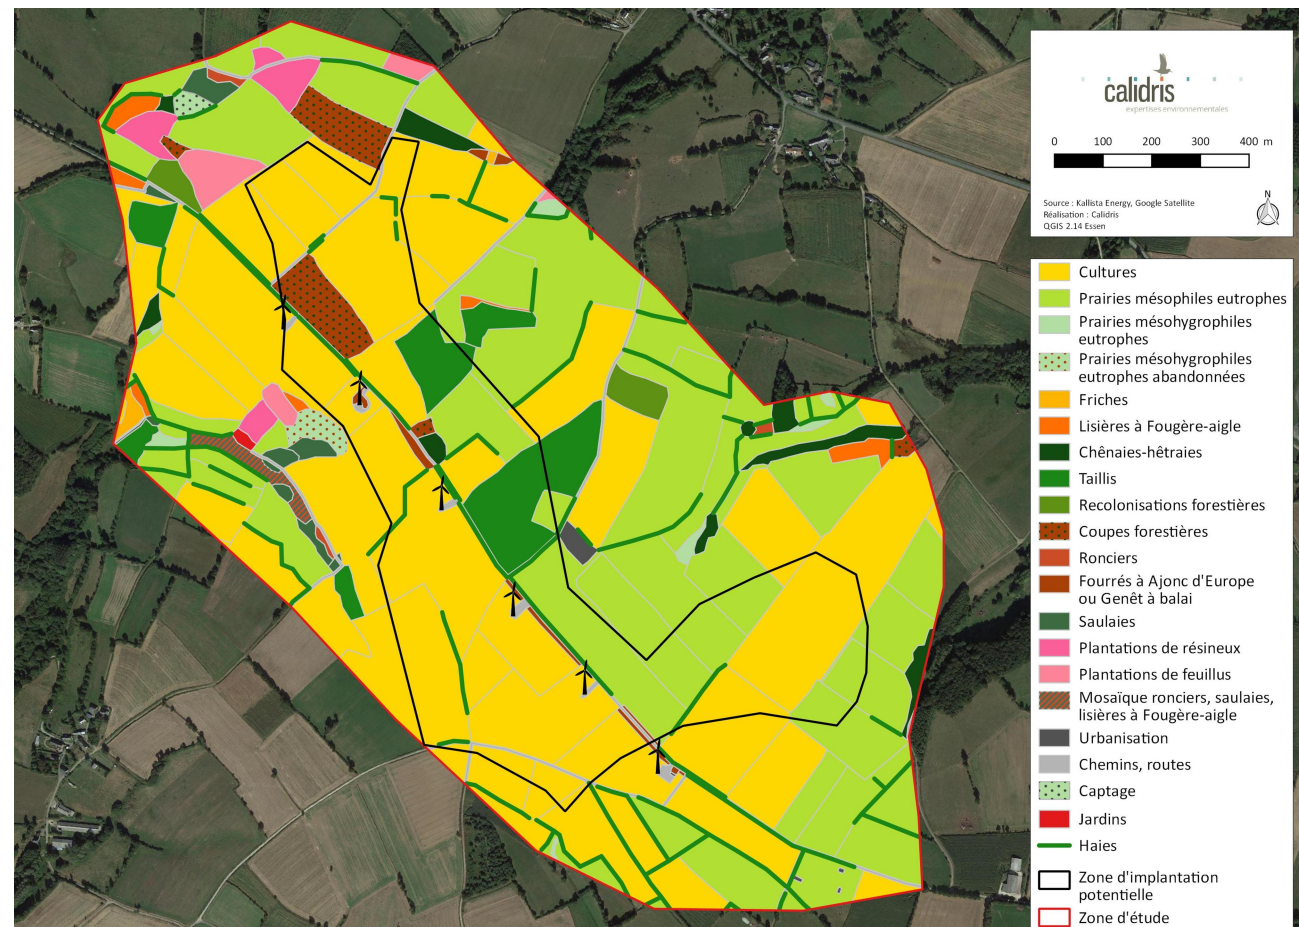 calidris
expertises environnementales
0 100 200 300 400 m
Source : Kallista Energy, Google Satellite
Réalisation : Calidris
QGIS 2.14 Essen
N
Cultures
Prairies mésophiles eutrophes
Prairies mésohygrophiles
eutrophes
Prairies mésohygrophiles
eutrophes abandonnées
Friches
Lisières à Fougère-aigle
Chênaies-hêtraies
Taillis
Recolonisations forestières
Coupes forestières
Ronciers
Fourrés à Ajonc d'Europe
ou Genêt à balai
Saulaies
Plantations de résineux
Plantations de feuillus
Mosaïque ronciers, saulaies,
lisières à Fougère-aigle
Urbanisation
Chemins, routes
Captage
Jardins
Haies
Zone d'implantation
potentielle
Zone d'étude